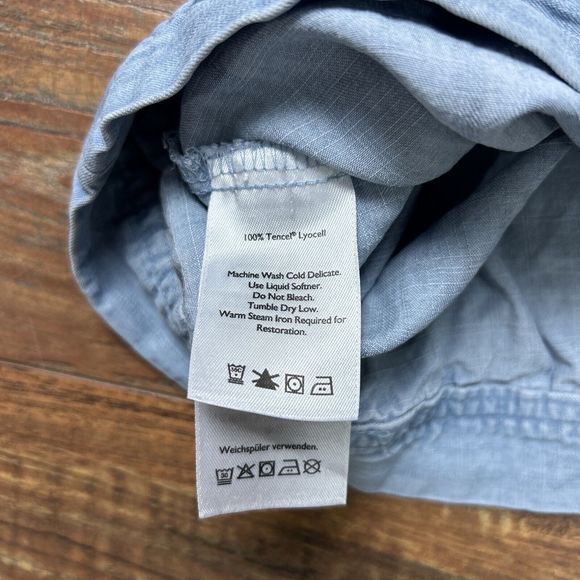 100% Tencel® Lyocell
Machine Wash Cold Delicate.
Use Liquid Softner.
Do Not Bleach.
Tumble Dry Low.
Warm Steam Iron Required for
Restoration.
Weichspüler verwenden.
30